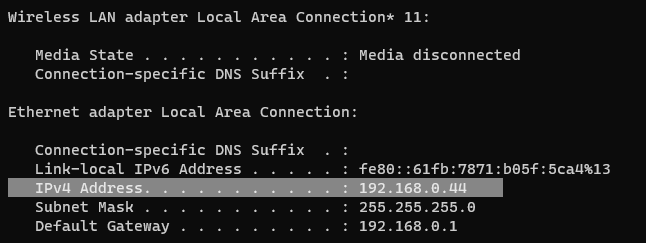 Wireless LAN adapter Local Area Connection* 11:
Media State . . . . . . . . . . . : Media disconnected
Connection-specific DNS Suffix  . :
Ethernet adapter Local Area Connection:
Connection-specific DNS Suffix  . :
Link-local IPv6 Address . . . . . : fe80::61fb:7871:b05f:5ca4%13
IPv4 Address. . . . . . . . . . . : 192.168.0.44
Subnet Mask . . . . . . . . . . . : 255.255.255.0
Default Gateway . . . . . . . . . : 192.168.0.1